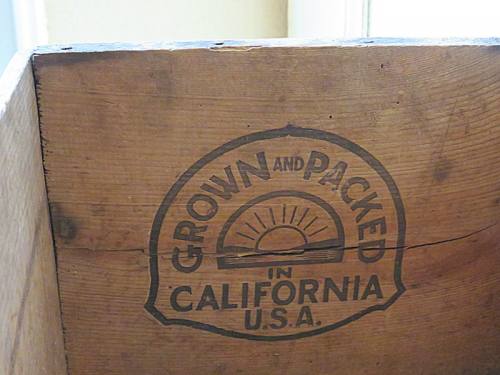 GROWN AND PACKED
IN
CALIFORNIA
U.S.A.